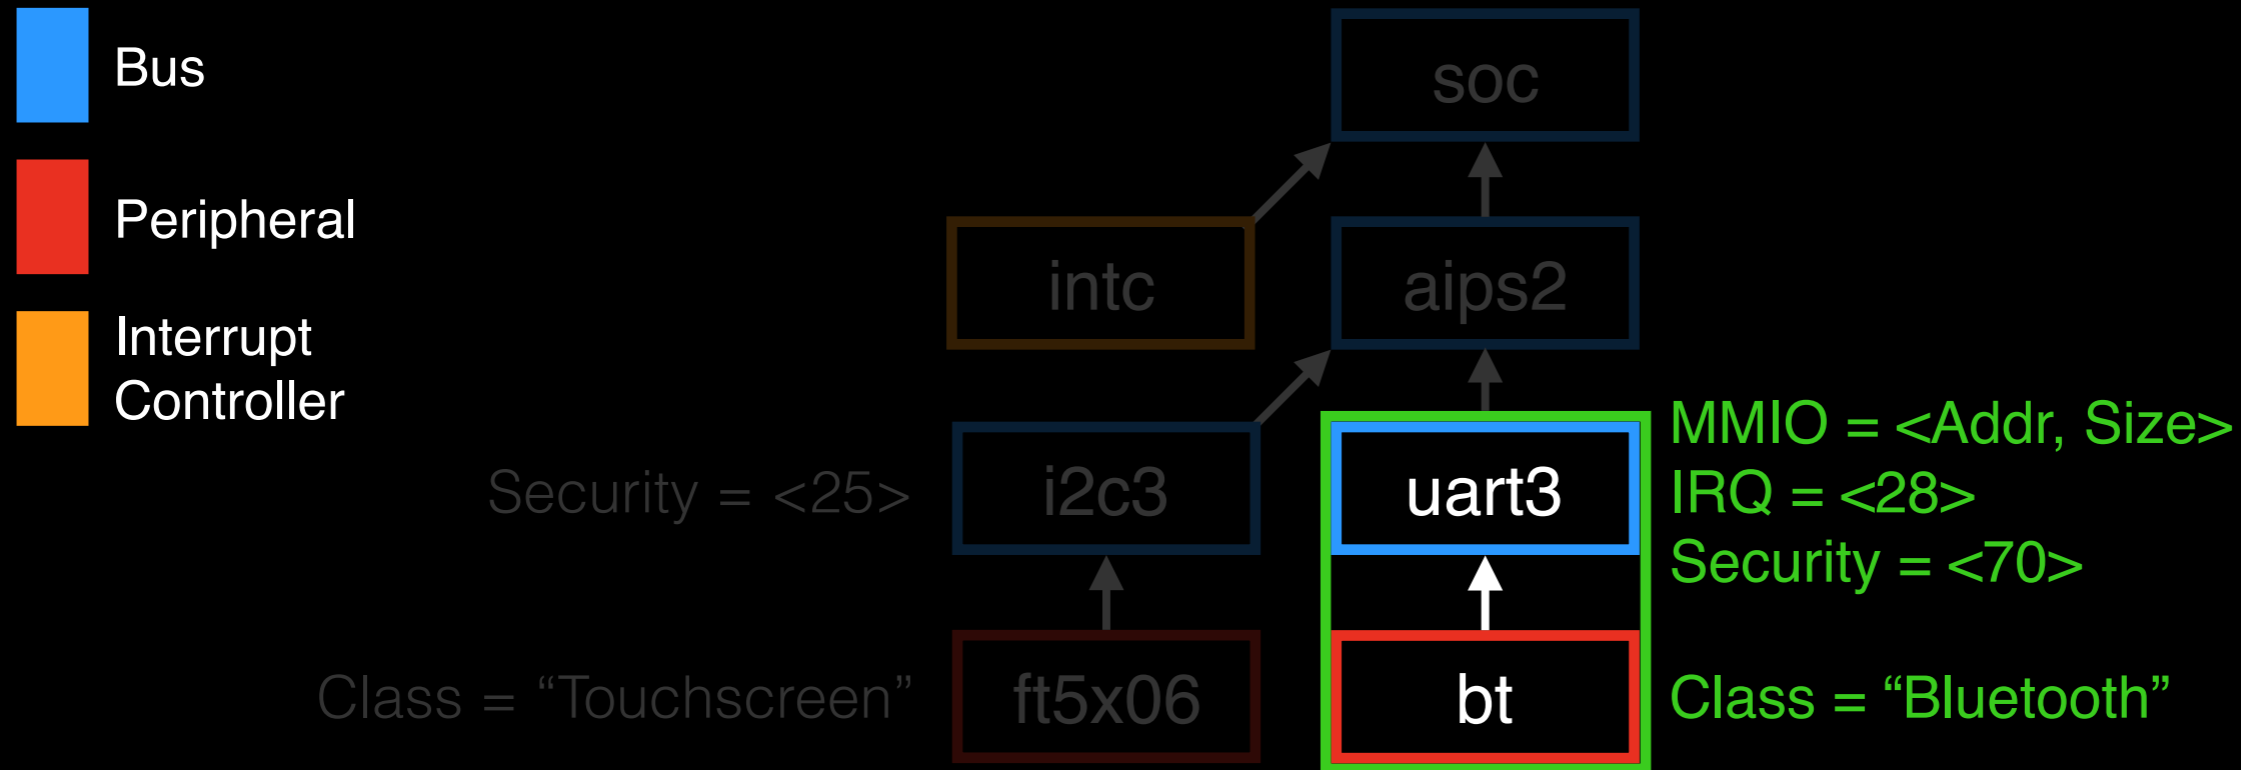 Bus
Peripheral
Interrupt
Controller
soc
intc
aips2
Security = <25>
i2c3
uart3
MMIO = <Addr, Size>
IRQ = <28>
Security = <70>
Class = “Touchscreen”
ft5x06
bt
Class = “Bluetooth”